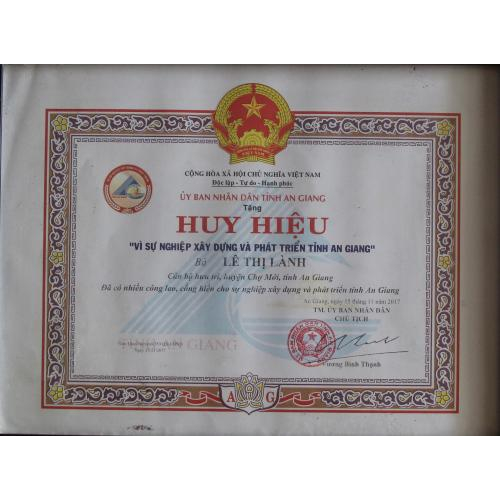 VIỆT NAM
CỘNG HÒA XÃ HỘI CHỦ NGHĨA VIỆT NAM
Độc lập - Tự do - Hạnh phúc
ỦY BAN NHÂN DÂN TỈNH AN GIANG
Tặng
HUY HIỆU
"VÌ SỰ NGHIỆP XÂY DỰNG VÀ PHÁT TRIỂN TỈNH AN GIANG"
Bà LÊ THỊ LÀNH
Cán bộ hưu trí, huyện Chợ Mới, tỉnh An Giang
Đã có nhiều công lao, cống hiến cho sự nghiệp xây dựng và phát triển tỉnh An Giang
An Giang, ngày 15 tháng 11 năm 2017
TM. ỦY BAN NHÂN DÂN
CHỦ TỊCH
GIANG
Vương Bình Thạnh
A G